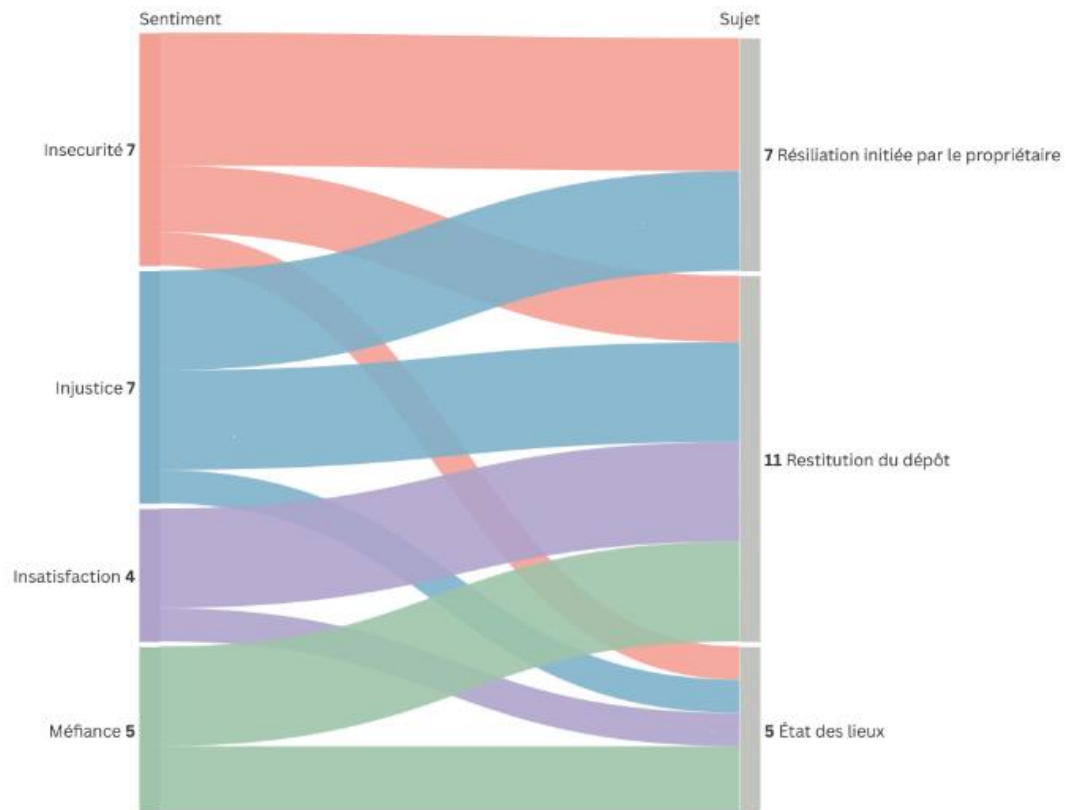 Sentiment
Sujet
Insecurité 7
7 Résiliation initiée par le propriétaire
Injustice 7
11 Restitution du dépôt
Insatisfaction 4
Méfiance 5
5 État des lieux